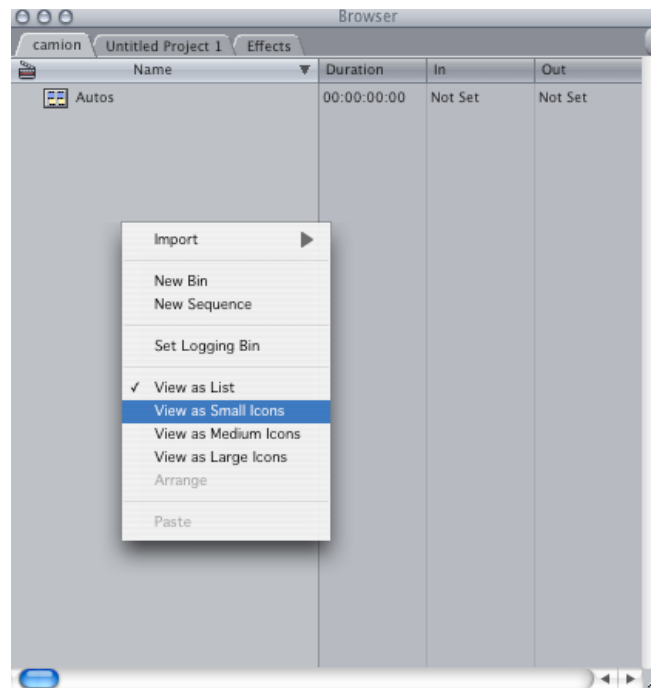 Browser
camion Untitled Project 1 Effects
Name Duration In Out
Autos 00:00:00:00 Not Set Not Set
Import
New Bin
New Sequence
Set Logging Bin
✓ View as List
View as Small Icons
View as Medium Icons
View as Large Icons
Arrange
Paste